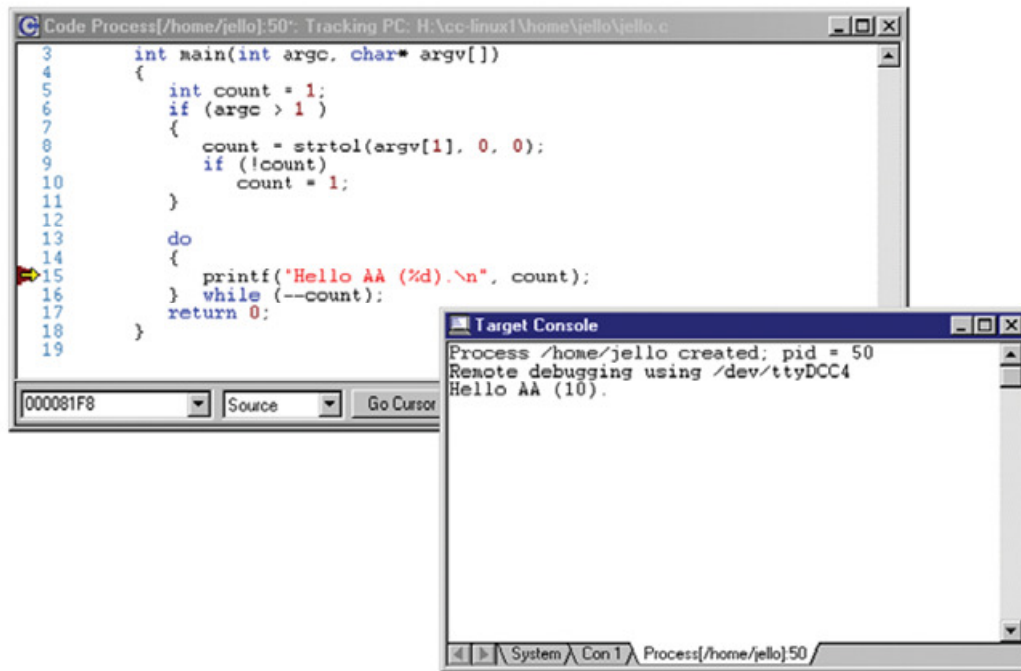 Code Process[/home/jello]:50*: Tracking PC: H:\cc-linux1\home\jello\jello.c
3 int main(int argc, char* argv[])
4 {
5 int count = 1;
6 if (argc > 1 )
7 {
8 count = strtol(argv[1], 0, 0);
9 if (!count)
10 count = 1;
11 }
12
13 do
14 {
15 printf("Hello AA (%d).\n", count);
16 } while (--count);
17 return 0;
18 }
19
000081F8 Source Go Cursor
Target Console
Process /home/jello created; pid = 50
Remote debugging using /dev/ttyDCC4
Hello AA (10).
System Con 1 Process[/home/jello]:50